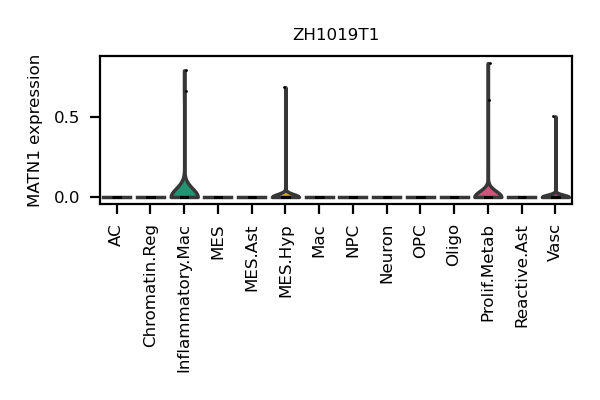 ZH1019T1
MATN1 expression
0.5
0.0
AC
Chromatin.Reg
Inflammatory.Mac
MES
MES.Ast
MES.Hyp
Mac
NPC
Neuron
OPC
Oligo
Prolif.Metab
Reactive.Ast
Vasc